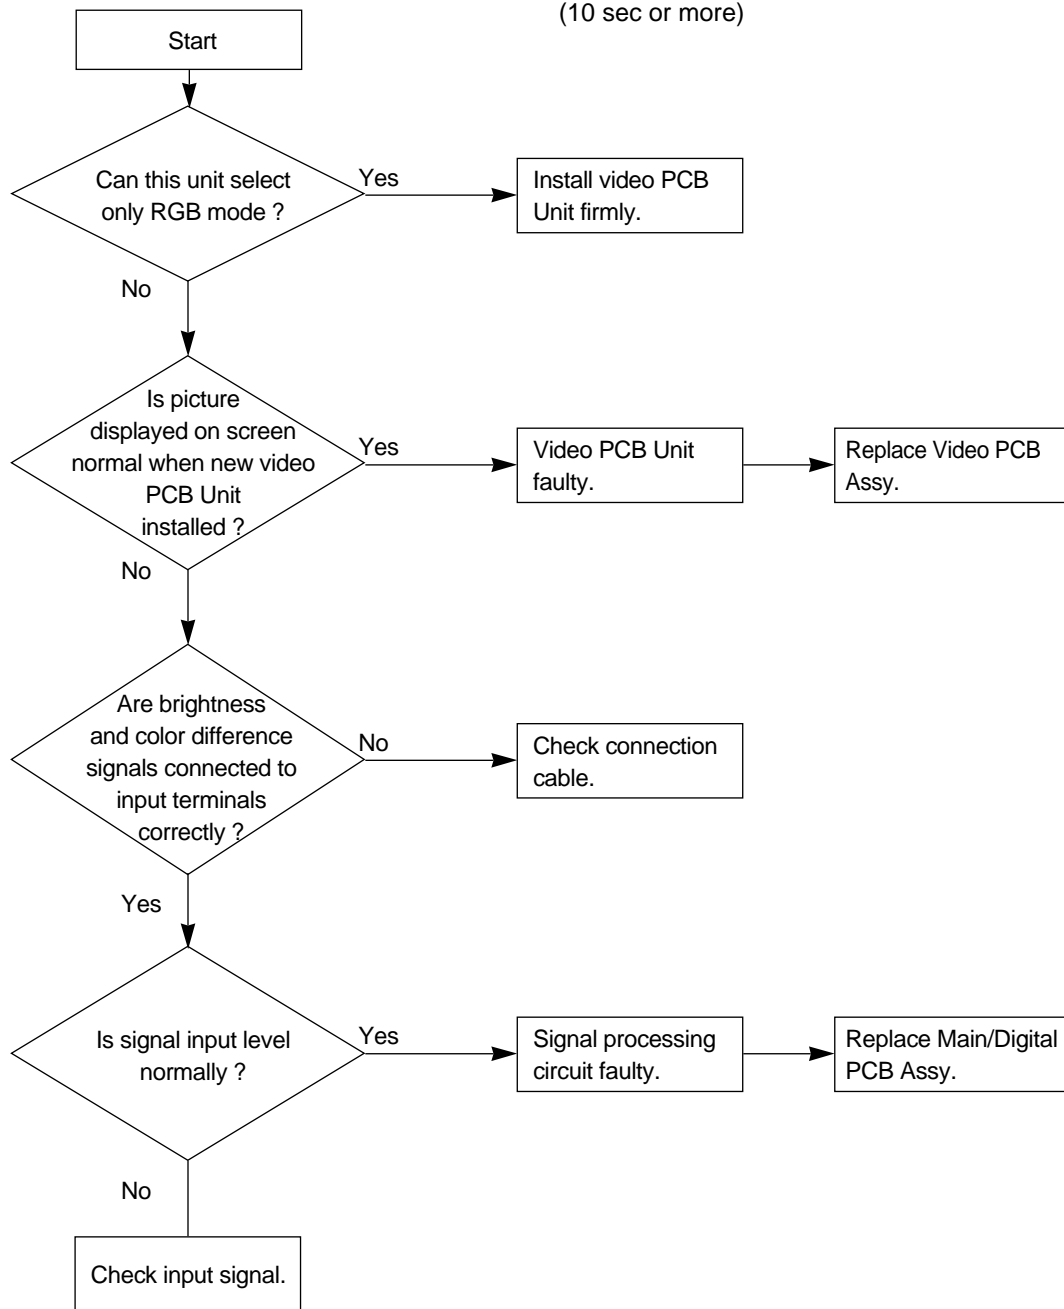 (10 sec or more)
Start
Can this unit select
only RGB mode ?
Yes
Install video PCB
Unit firmly.
No
Is picture
displayed on screen
normal when new video
PCB Unit
installed ?
Yes
Video PCB Unit
faulty.
Replace Video PCB
Assy.
No
Are brightness
and color difference
signals connected to
input terminals
correctly ?
No
Check connection
cable.
Yes
Is signal input level
normally ?
Yes
Signal processing
circuit faulty.
Replace Main/Digital
PCB Assy.
No
Check input signal.